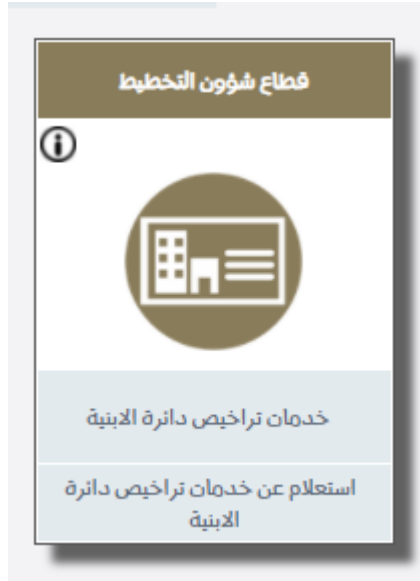 قطاع شؤون التخطيط
خدمات تراخيص دائرة الابنية
استعلام عن خدمات تراخيص دائرة
الابنية